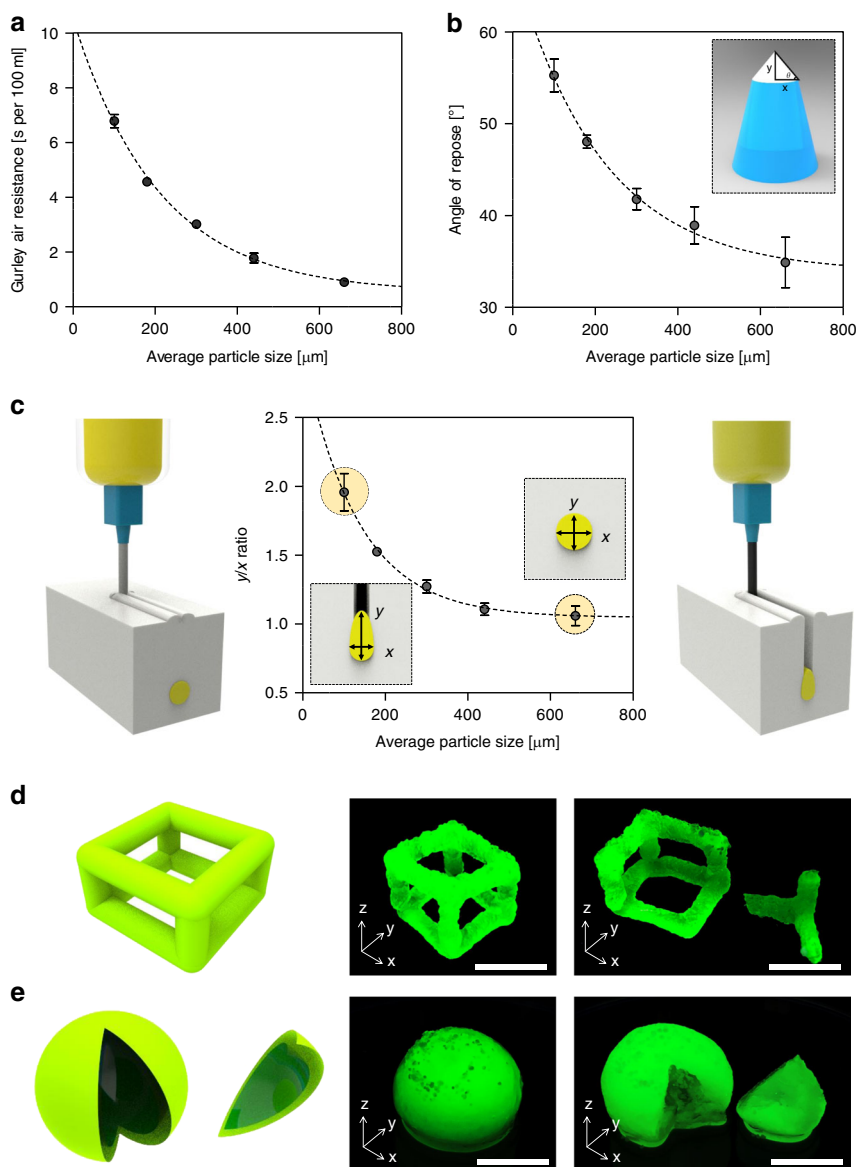 a
10
8
6
4
2
0
0 200 400 600 800
Gurley air resistance [s per 100 ml]
Average particle size [μm]
b
60
50
40
30
0 200 400 600 800
Angle of repose [°]
Average particle size [μm]
y
θ
x
c
2.5
2.0
1.5
1.0
0.5
0 200 400 600 800
y/x ratio
Average particle size [μm]
y
x
y
x
d
z
y
x
z
y
x
e
z
y
x
z
y
x